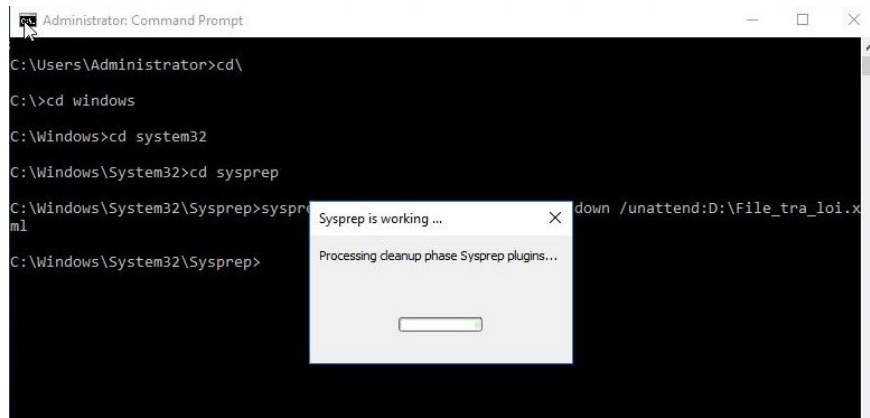 Administrator: Command Prompt
C:\Users\Administrator>cd\
C:\>cd windows
C:\Windows>cd system32
C:\Windows\System32>cd sysprep
C:\Windows\System32\Sysprep>syspre down /unattend:D:\File_tra_loi.x
ml
C:\Windows\System32\Sysprep>
Sysprep is working ...
Processing cleanup phase Sysprep plugins...